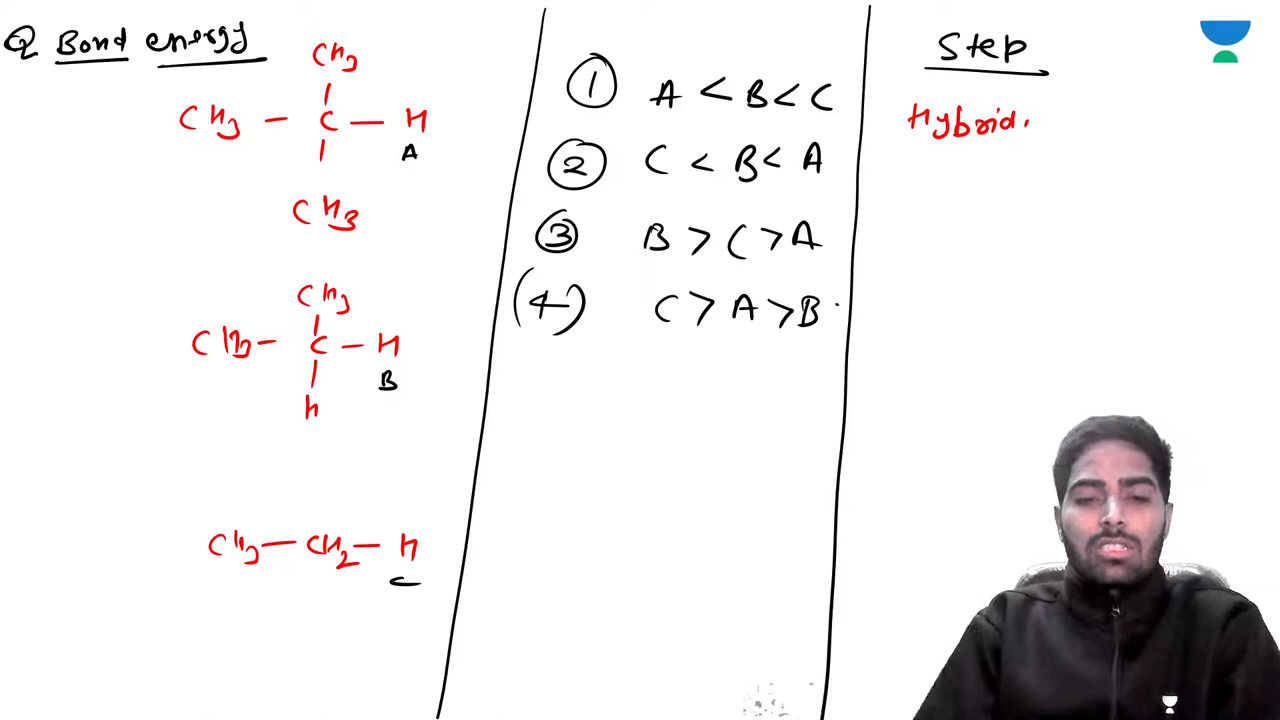 Q Bond energy
CH3
CH3 - C - H
A
CH3
CH3
CH3 - C - H
B
H
CH3 - CH2 - H
C
① A < B < C
② C < B < A
③ B > C > A
(4) C > A > B
Step
Hybrid.